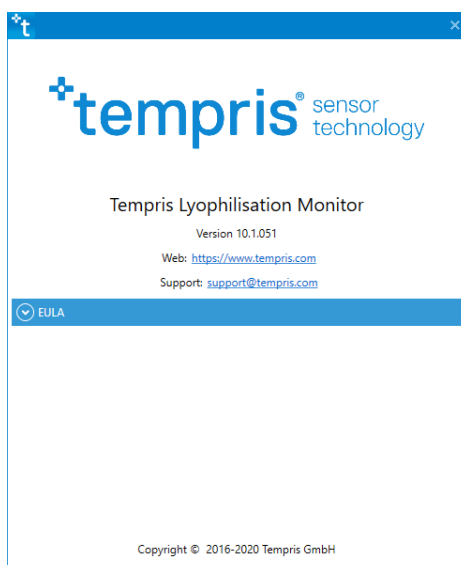 t
×
tempris® sensor
technology
Tempris Lyophilisation Monitor
Version 10.1.051
Web: https://www.tempris.com
Support: support@tempris.com
EULA
Copyright © 2016-2020 Tempris GmbH